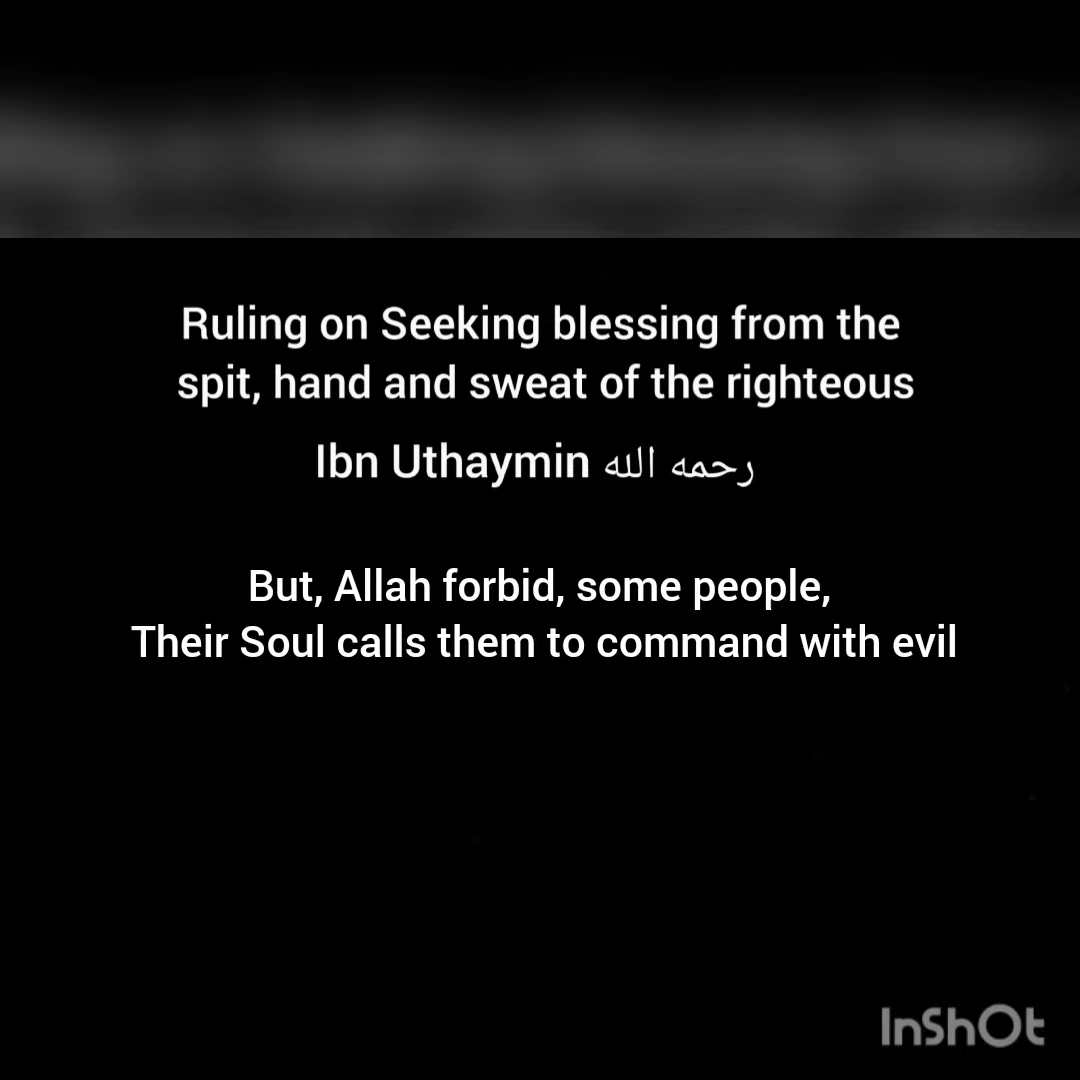 Ruling on Seeking blessing from the
spit, hand and sweat of the righteous
Ibn Uthaymin رحمه الله
But, Allah forbid, some people,
Their Soul calls them to command with evil
InShOt